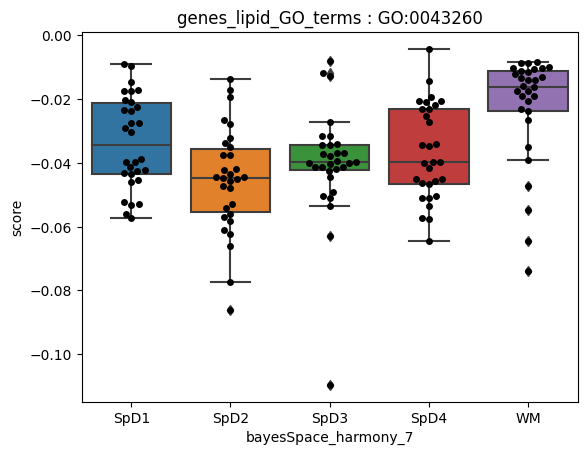 genes_lipid_GO_terms : GO:0043260
0.00
−0.02
−0.04
−0.06
−0.08
−0.10
score
SpD1 SpD2 SpD3 SpD4 WM
bayesSpace_harmony_7